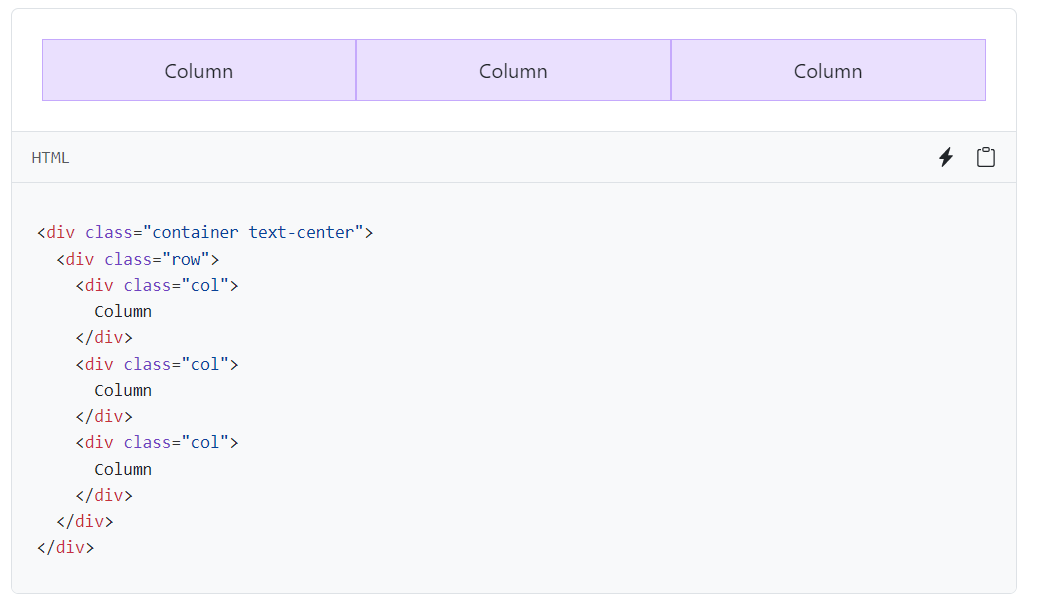 Column Column Column
HTML
<div class="container text-center">
  <div class="row">
    <div class="col">
      Column
    </div>
    <div class="col">
      Column
    </div>
    <div class="col">
      Column
    </div>
  </div>
</div>